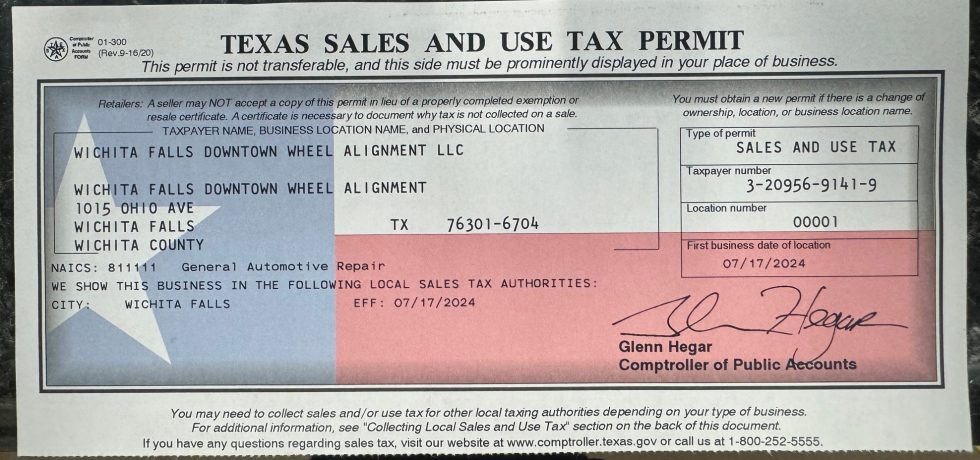 Comptroller
of Public
Accounts
FORM
01-300
(Rev.9-16/20)
TEXAS SALES AND USE TAX PERMIT
This permit is not transferable, and this side must be prominently displayed in your place of business.
Retailers: A seller may NOT accept a copy of this permit in lieu of a properly completed exemption or
resale certificate. A certificate is necessary to document why tax is not collected on a sale.
You must obtain a new permit if there is a change of
ownership, location, or business location name.
TAXPAYER NAME, BUSINESS LOCATION NAME, and PHYSICAL LOCATION
WICHITA FALLS DOWNTOWN WHEEL ALIGNMENT LLC
WICHITA FALLS DOWNTOWN WHEEL ALIGNMENT
1015 OHIO AVE
WICHITA FALLS TX 76301-6704
WICHITA COUNTY
Type of permit
SALES AND USE TAX
Taxpayer number
3-20956-9141-9
Location number
00001
First business date of location
07/17/2024
NAICS: 811111 General Automotive Repair
WE SHOW THIS BUSINESS IN THE FOLLOWING LOCAL SALES TAX AUTHORITIES:
CITY: WICHITA FALLS EFF: 07/17/2024
Glenn Hegar
Glenn Hegar
Comptroller of Public Accounts
You may need to collect sales and/or use tax for other local taxing authorities depending on your type of business.
For additional information, see "Collecting Local Sales and Use Tax" section on the back of this document.
If you have any questions regarding sales tax, visit our website at www.comptroller.texas.gov or call us at 1-800-252-5555.